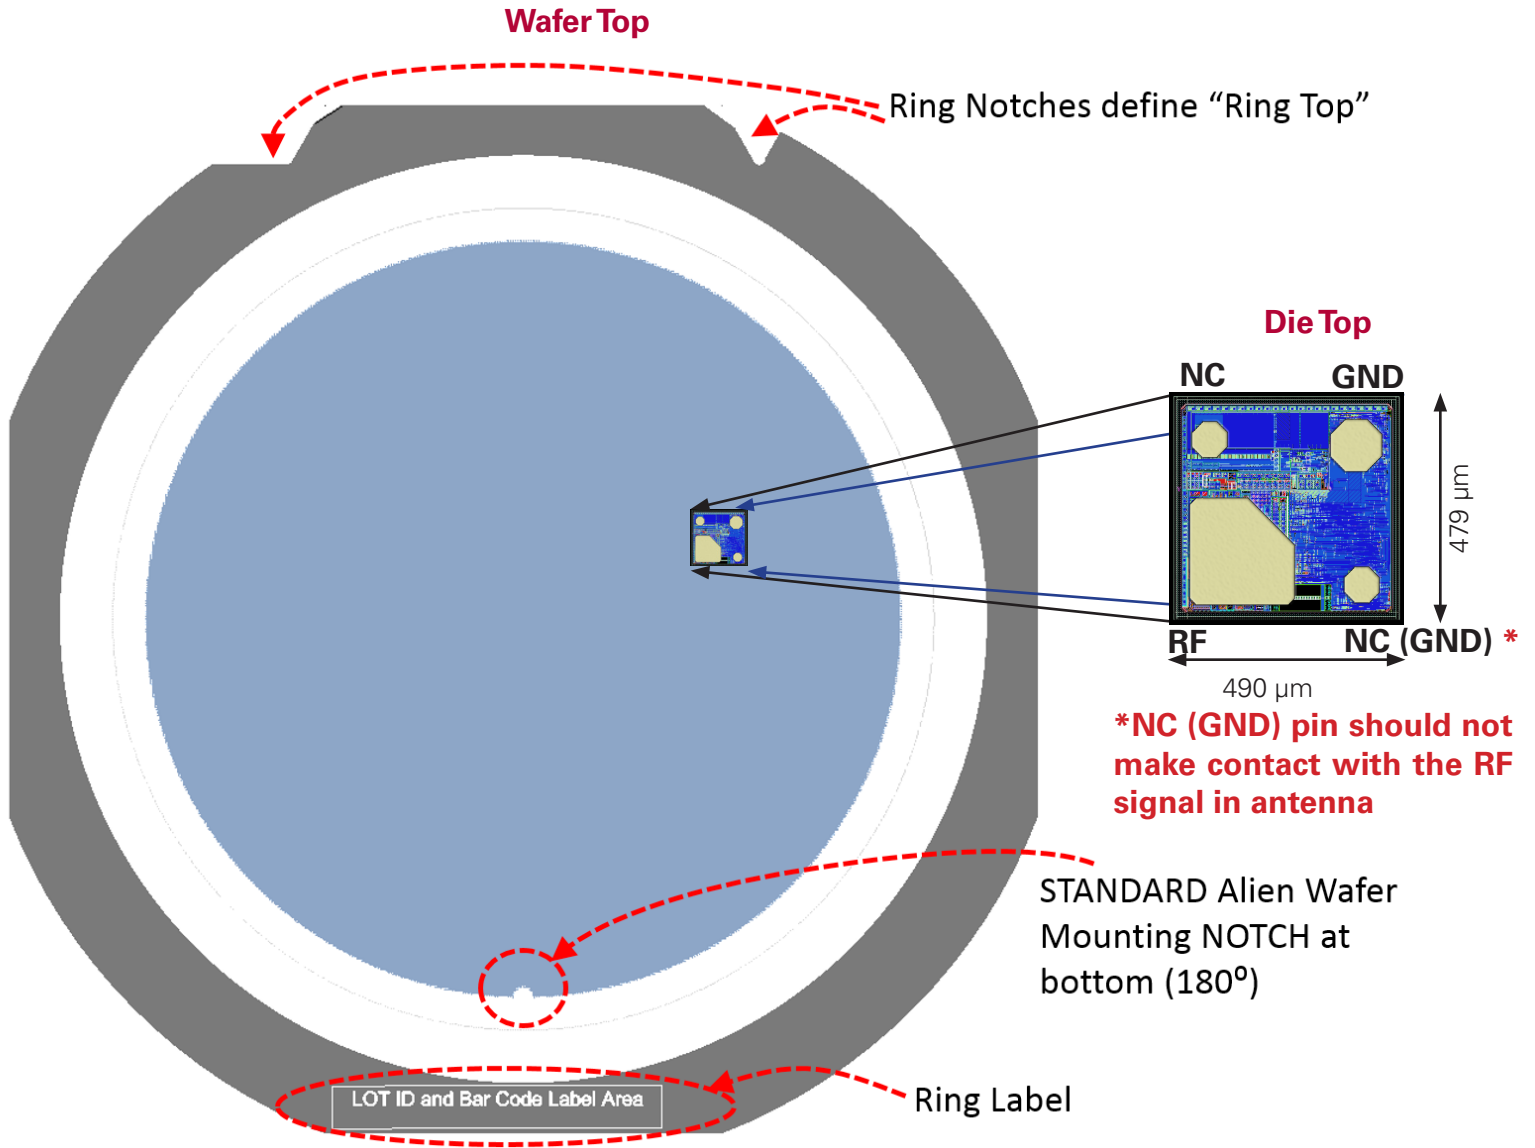 Wafer Top
Ring Notches define “Ring Top”
Die Top
NC
GND
479 µm
RF
NC (GND) *
490 µm
*NC (GND) pin should not
make contact with the RF
signal in antenna
STANDARD Alien Wafer
Mounting NOTCH at
bottom (180⁰)
LOT ID and Bar Code Label Area
Ring Label